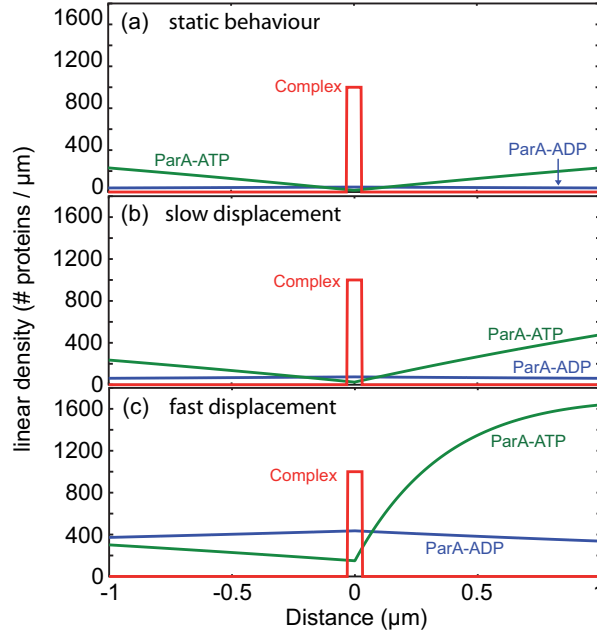 1600
(a) static behaviour
1200
Complex
800
400
ParA-ATP
ParA-ADP
0
linear density (# proteins / μm)
1600
(b) slow displacement
1200
Complex
800
ParA-ATP
400
ParA-ADP
0
1600
(c) fast displacement
ParA-ATP
1200
Complex
800
400
ParA-ADP
0
-1 -0.5 0 0.5 1
Distance (μm)